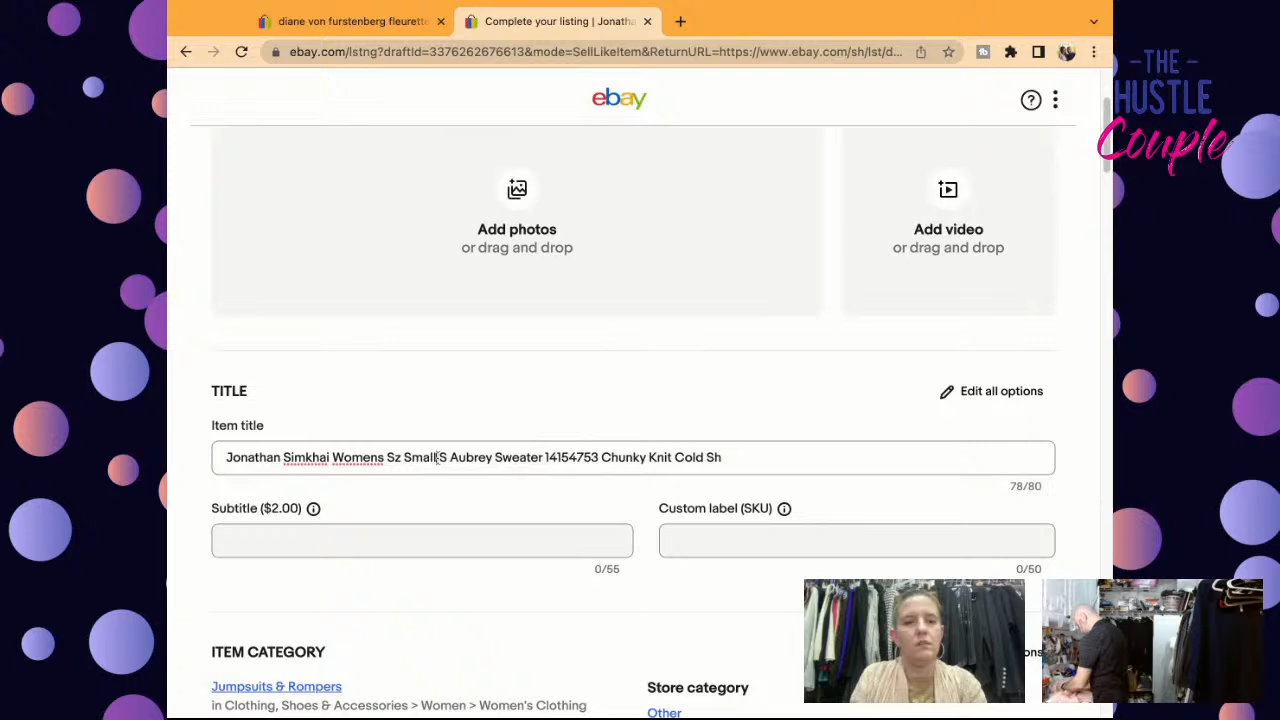 diane von furstenberg fleurette
Complete your listing | Jonatha
ebay.com/lstng?draftId=3376262676613&mode=SellLikeItem&ReturnURL=https://www.ebay.com/sh/lst/d...
-THE-
HUSTLE
Couple
ebay
Add photos
or drag and drop
Add video
or drag and drop
TITLE
Edit all options
Item title
Jonathan Simkhai Womens Sz Small S Aubrey Sweater 14154753 Chunky Knit Cold Sh
78/80
Subtitle ($2.00)
Custom label (SKU)
0/55
0/50
ITEM CATEGORY
ons
Jumpsuits & Rompers
Store category
in Clothing, Shoes & Accessories > Women > Women's Clothing
Other